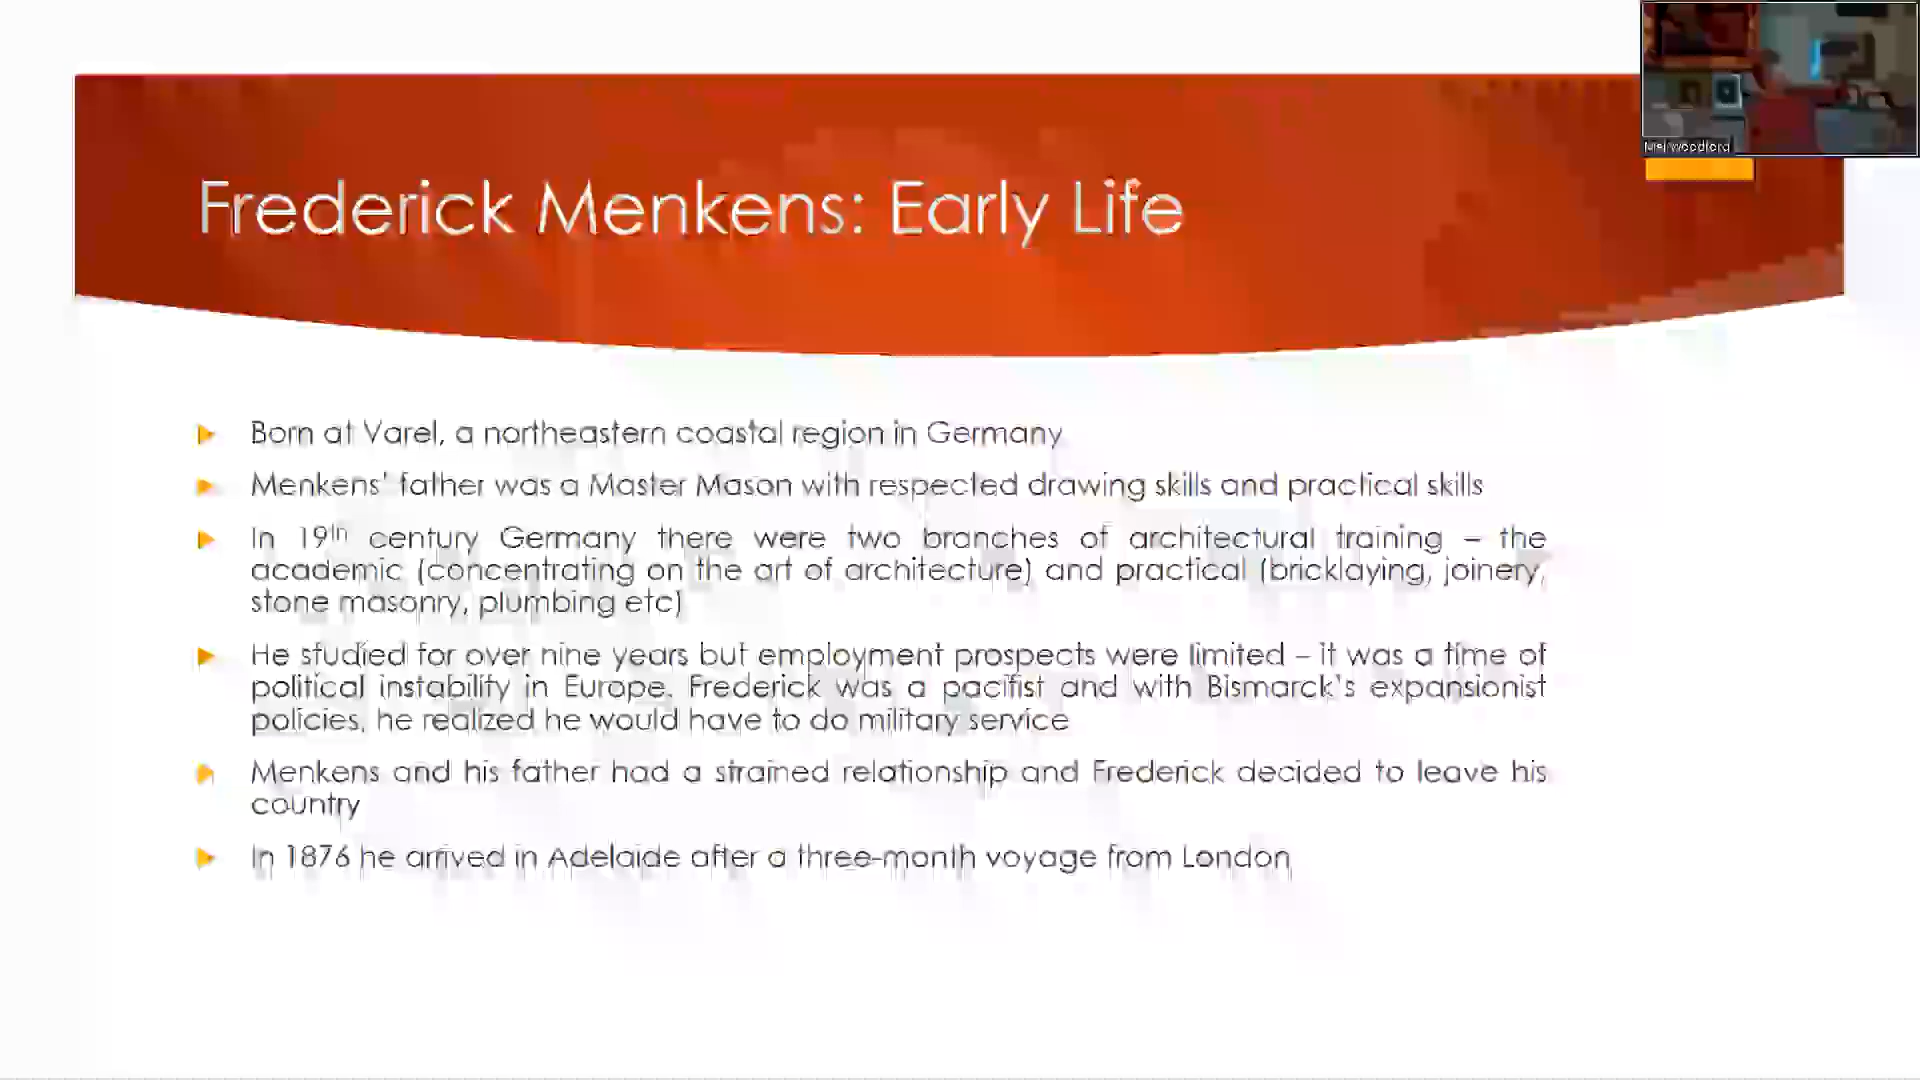 Mel Woodford
Frederick Menkens: Early Life
Born at Varel, a northeastern coastal region in Germany
Menkens' father was a Master Mason with respected drawing skills and practical skills
In 19th century Germany there were two branches of architectural training – the
academic (concentrating on the art of architecture) and practical (bricklaying, joinery,
stone masonry, plumbing etc)
He studied for over nine years but employment prospects were limited – it was a time of
political instability in Europe. Frederick was a pacifist and with Bismarck's expansionist
policies, he realized he would have to do military service
Menkens and his father had a strained relationship and Frederick decided to leave his
country
In 1876 he arrived in Adelaide after a three-month voyage from London